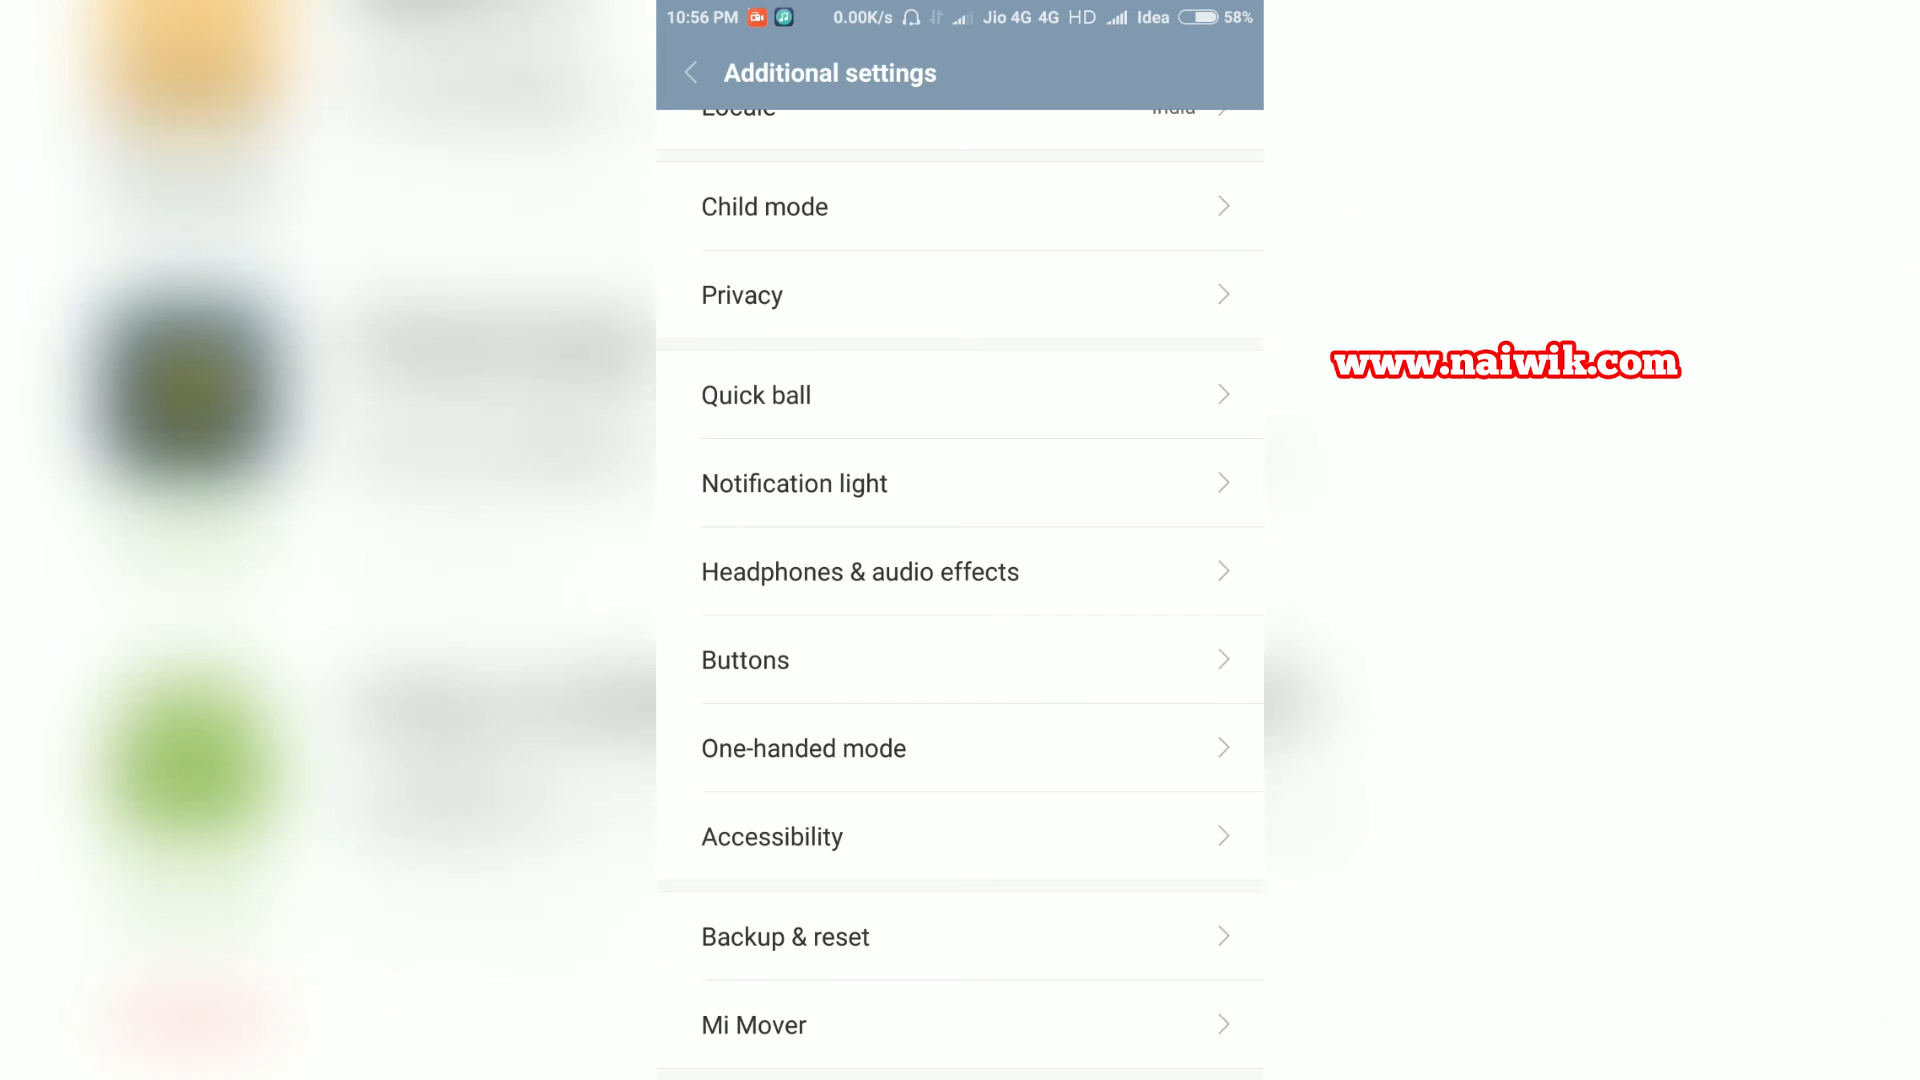 10:56 PM 0.00K/s Jio 4G 4G HD Idea 58%
Additional settings
Locale India
Child mode
Privacy
Quick ball
www.naiwik.com
Notification light
Headphones & audio effects
Buttons
One-handed mode
Accessibility
Backup & reset
Mi Mover